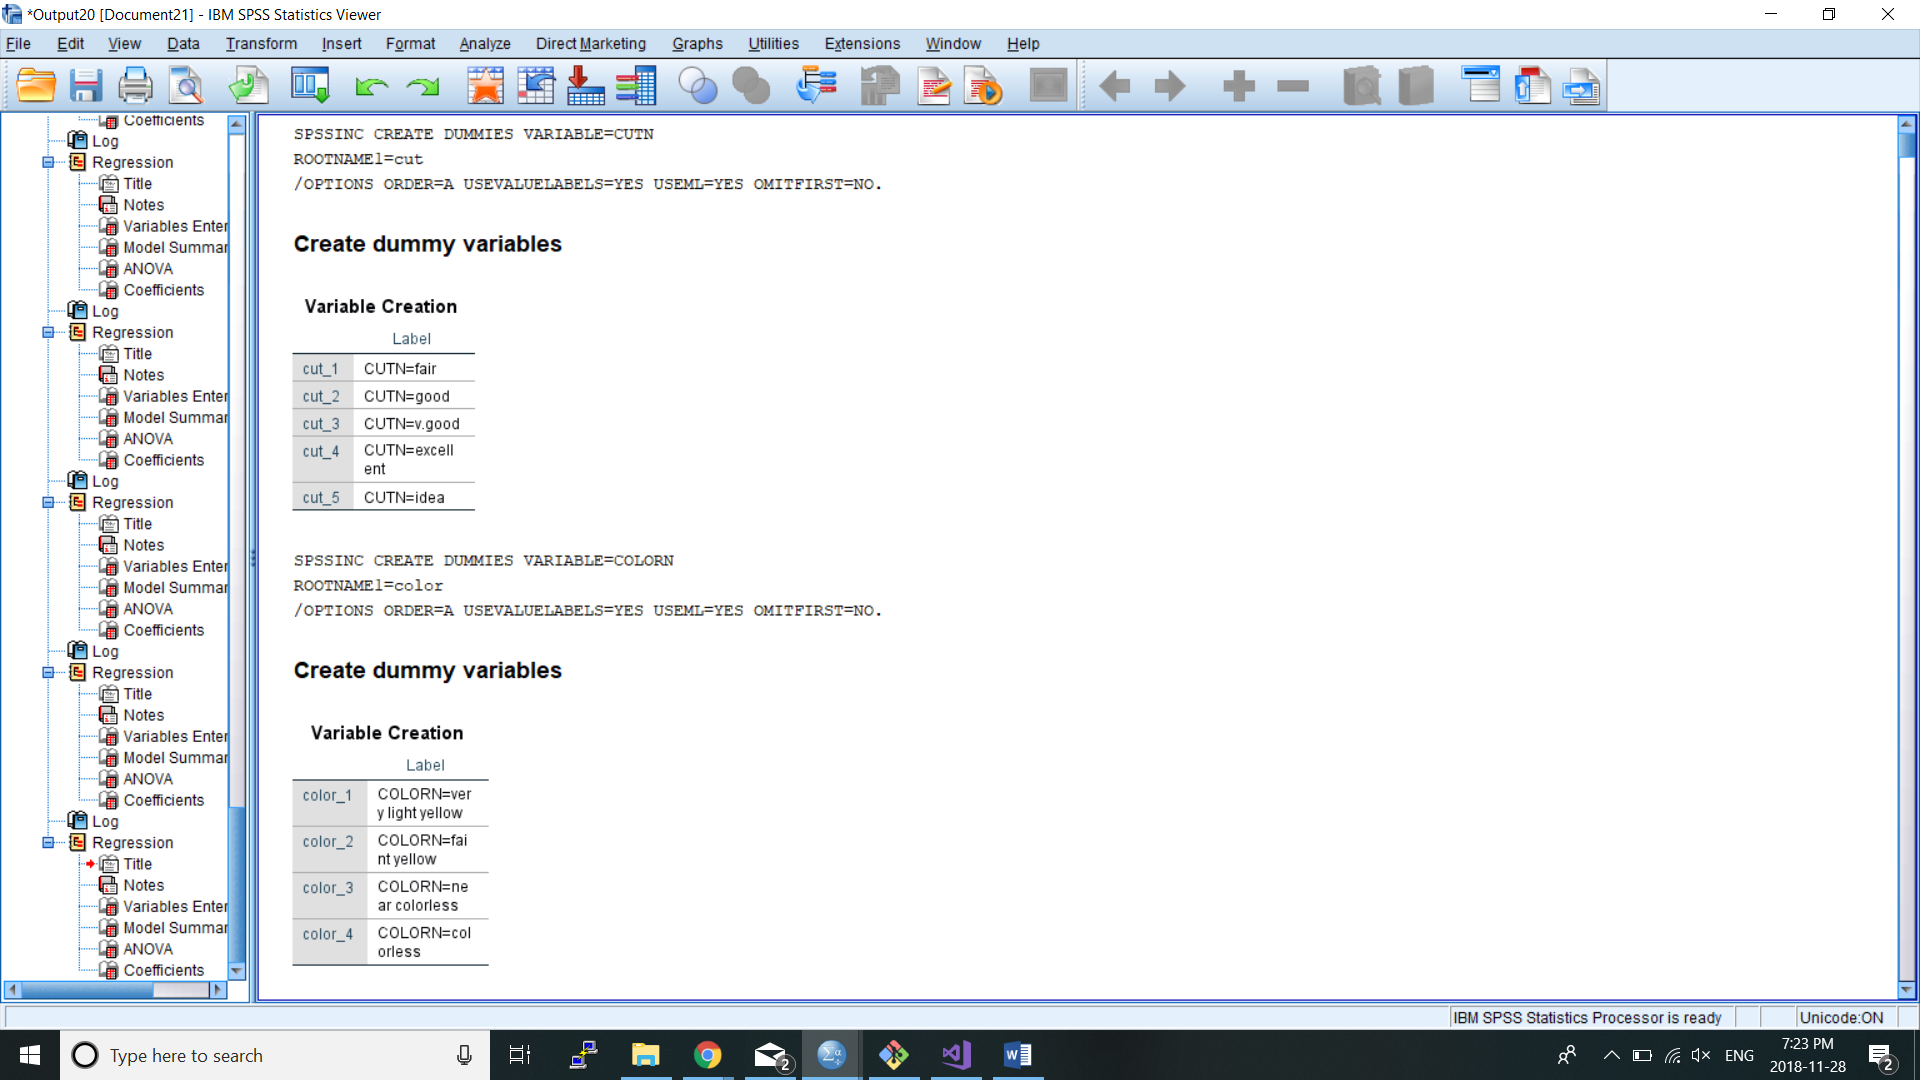 *Output20 [Document21] - IBM SPSS Statistics Viewer
File Edit View Data Transform Insert Format Analyze Direct Marketing Graphs Utilities Extensions Window Help
Coefficients
Log
Regression
Title
Notes
Variables Enter
Model Summar
ANOVA
Coefficients
Log
Regression
Title
Notes
Variables Enter
Model Summar
ANOVA
Coefficients
Log
Regression
Title
Notes
Variables Enter
Model Summar
ANOVA
Coefficients
Log
Regression
Title
Notes
Variables Enter
Model Summar
ANOVA
Coefficients
Log
Regression
Title
Notes
Variables Enter
Model Summar
ANOVA
Coefficients
SPSSINC CREATE DUMMIES VARIABLE=CUTN
ROOTNAME1=cut
/OPTIONS ORDER=A USEVALUELABELS=YES USEML=YES OMITFIRST=NO.
Create dummy variables
Variable Creation
Label
cut_1 CUTN=fair
cut_2 CUTN=good
cut_3 CUTN=v.good
cut_4 CUTN=excell
ent
cut_5 CUTN=idea
SPSSINC CREATE DUMMIES VARIABLE=COLORN
ROOTNAME1=color
/OPTIONS ORDER=A USEVALUELABELS=YES USEML=YES OMITFIRST=NO.
Create dummy variables
Variable Creation
Label
color_1 COLORN=ver
y light yellow
color_2 COLORN=fai
nt yellow
color_3 COLORN=ne
ar colorless
color_4 COLORN=col
orless
IBM SPSS Statistics Processor is ready Unicode:ON
Type here to search
2
ENG
7:23 PM
2018-11-28
2